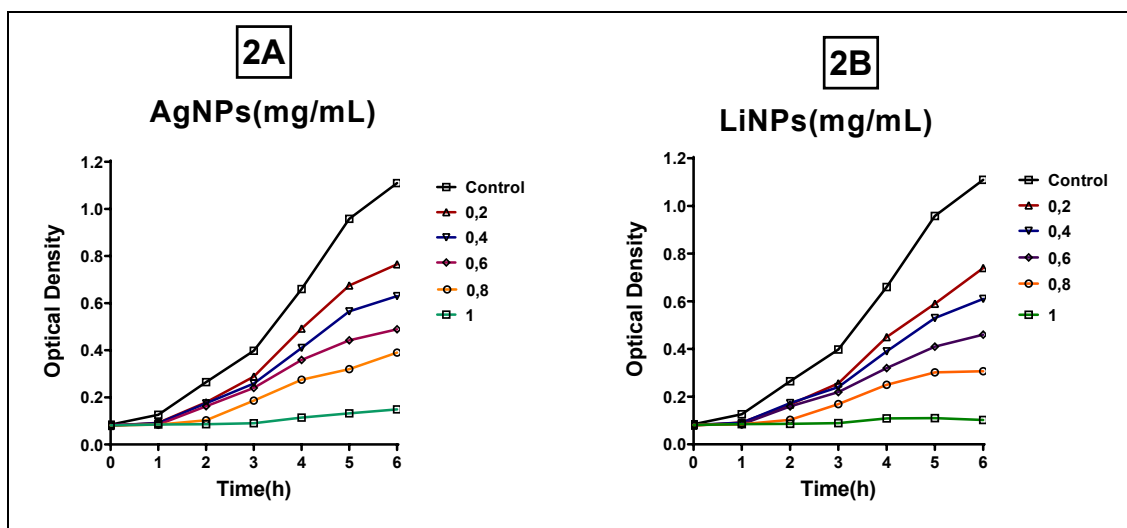 2A
AgNPs(mg/mL)
1.2
1.0
0.8
0.6
0.4
0.2
0.0
Optical Density
0 1 2 3 4 5 6
Time(h)
Control
0,2
0,4
0,6
0,8
1
2B
LiNPs(mg/mL)
1.2
1.0
0.8
0.6
0.4
0.2
0.0
Optical Density
0 1 2 3 4 5 6
Time(h)
Control
0,2
0,4
0,6
0,8
1